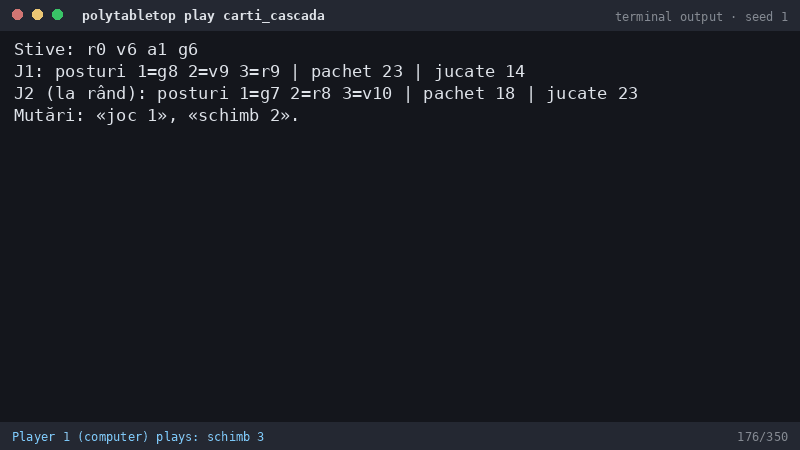 polytabletop play carti_cascada
terminal output · seed 1
Stive: r0 v6 a1 g6
J1: posturi 1=g8 2=v9 3=r9 | pachet 23 | jucate 14
J2 (la rând): posturi 1=g7 2=r8 3=v10 | pachet 18 | jucate 23
Mutări: «joc 1», «schimb 2».
Player 1 (computer) plays: schimb 3
176/350